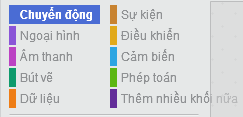 Chuyển động
Sự kiện
Ngoại hình
Điều khiển
Âm thanh
Cảm biến
Bút vẽ
Phép toán
Dữ liệu
Thêm nhiều khối nữa